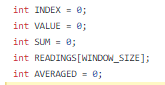 int INDEX = 0;
int VALUE = 0;
int SUM = 0;
int READINGS[WINDOW_SIZE];
int AVERAGED = 0;